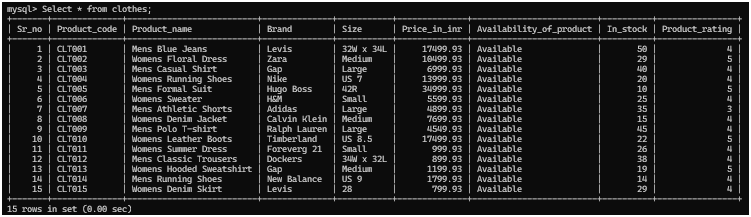 mysql> Select * from clothes;
| Sr_no | Product_code | Product_name | Brand | Size | Price_in_inr | Availability_of_product | In_stock | Product_rating |
| 1 | CLT001 | Mens Blue Jeans | Levis | 32W x 34L | 17499.93 | Available | 50 | 4 |
| 2 | CLT002 | Womens Floral Dress | Zara | Medium | 10499.93 | Available | 29 | 5 |
| 3 | CLT003 | Mens Casual Shirt | Gap | Large | 6999.93 | Available | 40 | 4 |
| 4 | CLT004 | Womens Running Shoes | Nike | US 7 | 13999.93 | Available | 20 | 4 |
| 5 | CLT005 | Mens Formal Suit | Hugo Boss | 42R | 34999.93 | Available | 10 | 5 |
| 6 | CLT006 | Womens Sweater | H&M | Small | 5599.93 | Available | 25 | 4 |
| 7 | CLT007 | Mens Athletic Shorts | Adidas | Large | 4899.93 | Available | 35 | 3 |
| 8 | CLT008 | Womens Denim Jacket | Calvin Klein | Medium | 7699.93 | Available | 15 | 4 |
| 9 | CLT009 | Mens Polo T-shirt | Ralph Lauren | Large | 4549.93 | Available | 45 | 4 |
| 10 | CLT010 | Womens Leather Boots | Timberland | US 8.5 | 17499.93 | Available | 22 | 5 |
| 11 | CLT011 | Womens Summer Dress | Foreverg 21 | Small | 999.93 | Available | 26 | 4 |
| 12 | CLT012 | Mens Classic Trousers | Dockers | 34W x 32L | 899.93 | Available | 38 | 4 |
| 13 | CLT013 | Womens Hooded Sweatshirt | Gap | Medium | 1199.93 | Available | 19 | 5 |
| 14 | CLT014 | Mens Running Shoes | New Balance | US 9 | 1799.93 | Available | 14 | 4 |
| 15 | CLT015 | Womens Denim Skirt | Levis | 28 | 799.93 | Available | 29 | 4 |
15 rows in set (0.00 sec)